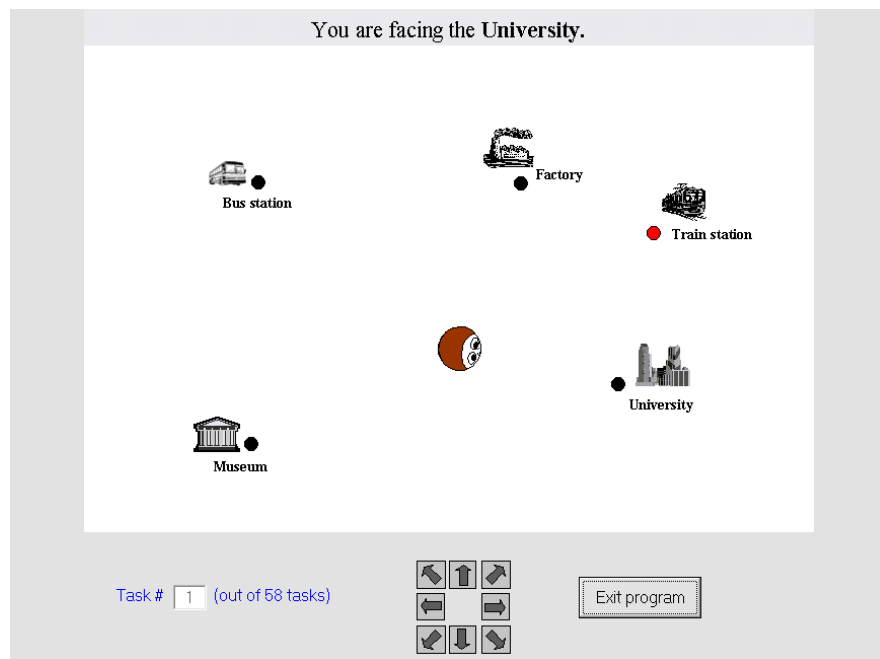 You are facing the University.
Factory
Bus station
Train station
University
Museum
Task # 1 (out of 58 tasks)
Exit program